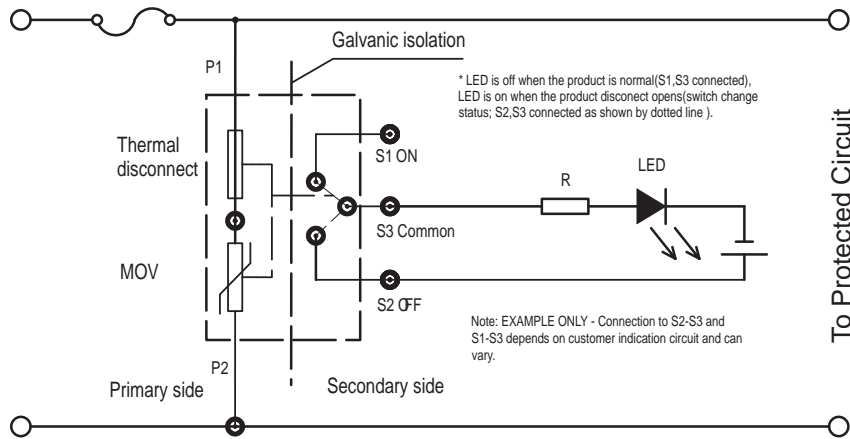 Galvanic isolation
P1
* LED is off when the product is normal(S1,S3 connected),
LED is on when the product disconect opens(switch change
status; S2,S3 connected as shown by dotted line ).
Thermal
disconnect
S1 ON
R
LED
S3 Common
MOV
S2 OFF
Note: EXAMPLE ONLY - Connection to S2-S3 and
S1-S3 depends on customer indication circuit and can
vary.
P2
Primary side
Secondary side
To Protected Circuit